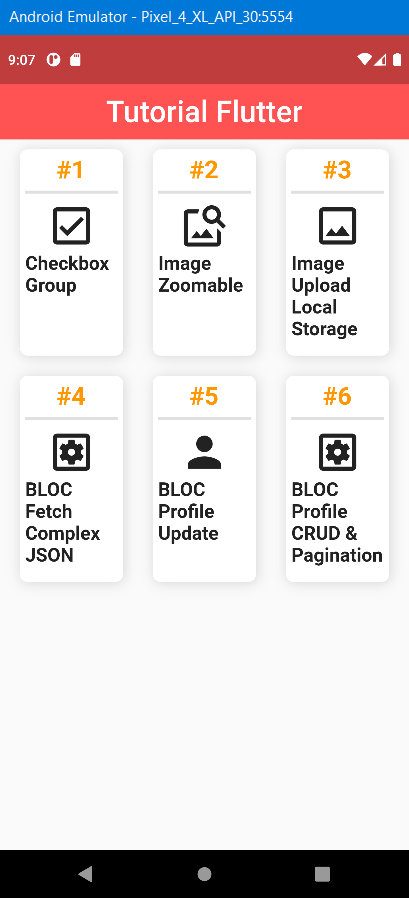 Android Emulator - Pixel_4_XL_API_30:5554
9:07
Tutorial Flutter
#1
Checkbox
Group
#2
Image
Zoomable
#3
Image
Upload
Local
Storage
#4
BLOC
Fetch
Complex
JSON
#5
BLOC
Profile
Update
#6
BLOC
Profile
CRUD &
Pagination